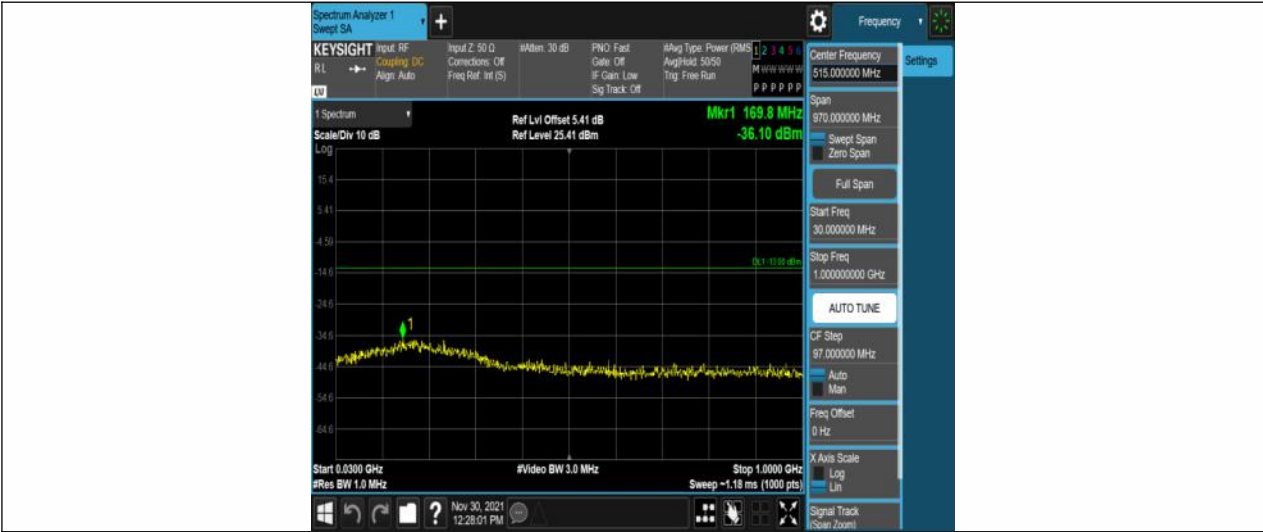 Spectrum Analyzer 1
Swept SA
+
Frequency
KEYSIGHT
Input: RF
Coupling: DC
Align: Auto
Input Z: 50 Ω
Corrections: Off
Freq Ref: Int (S)
#Atten: 30 dB
PNO: Fast
Gate: Off
IF Gain: Low
Sig Track: Off
#Avg Type: Power (RMS
Avg|Hold: 50/50
Trig: Free Run
1 2 3 4 5 6
M W W W W W
P P P P P P
R L
LV
1 Spectrum
Scale/Div 10 dB
Ref Lvl Offset 5.41 dB
Ref Level 25.41 dBm
Mkr1 169.8 MHz
-36.10 dBm
Log
15.4
5.41
-4.59
-14.6
-24.6
-34.6
-44.6
-54.6
-64.6
DL1 -13.00 dBm
1
Start 0.0300 GHz
#Res BW 1.0 MHz
#Video BW 3.0 MHz
Stop 1.0000 GHz
Sweep ~1.18 ms (1000 pts)
Nov 30, 2021
12:28:01 PM
?
Center Frequency
515.000000 MHz
Settings
Span
970.000000 MHz
Swept Span
Zero Span
Full Span
Start Freq
30.000000 MHz
Stop Freq
1.000000000 GHz
AUTO TUNE
CF Step
97.000000 MHz
Auto
Man
Freq Offset
0 Hz
X Axis Scale
Log
Lin
Signal Track
(Span Zoom)